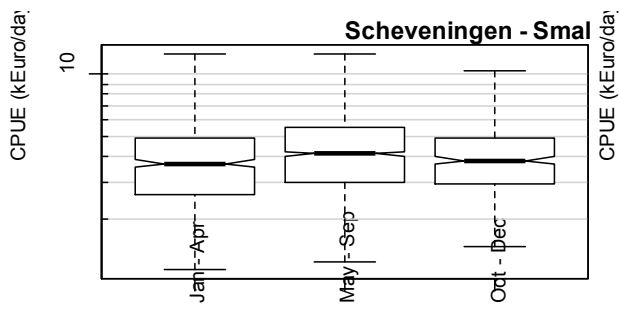 Scheveningen - Smal
CPUE (kEuro/day
10
CPUE (kEuro/day
Jan - Apr
May - Sep
Oct - Dec